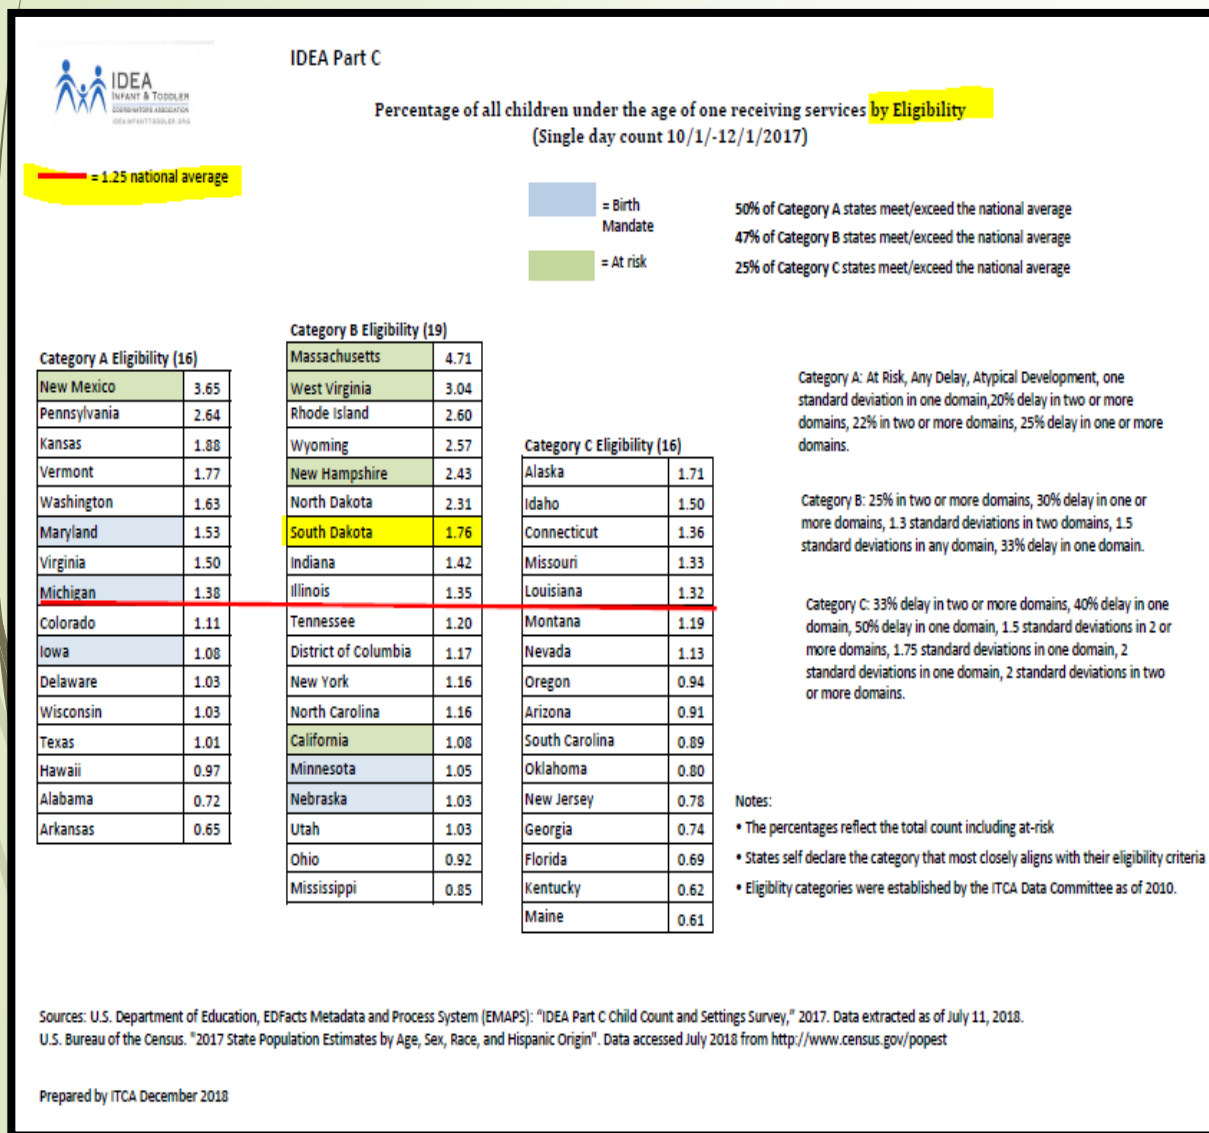 IDEA
INFANT & TODDLER
COORDINATORS ASSOCIATION
IDEAINFANTTODDLER.ORG
IDEA Part C
Percentage of all children under the age of one receiving services by Eligibility
(Single day count 10/1/-12/1/2017)
= 1.25 national average
= Birth
Mandate
= At risk
50% of Category A states meet/exceed the national average
47% of Category B states meet/exceed the national average
25% of Category C states meet/exceed the national average
Category A Eligibility (16)
New Mexico 3.65
Pennsylvania 2.64
Kansas 1.88
Vermont 1.77
Washington 1.63
Maryland 1.53
Virginia 1.50
Michigan 1.38
Colorado 1.11
Iowa 1.08
Delaware 1.03
Wisconsin 1.03
Texas 1.01
Hawaii 0.97
Alabama 0.72
Arkansas 0.65
Category B Eligibility (19)
Massachusetts 4.71
West Virginia 3.04
Rhode Island 2.60
Wyoming 2.57
New Hampshire 2.43
North Dakota 2.31
South Dakota 1.76
Indiana 1.42
Illinois 1.35
Tennessee 1.20
District of Columbia 1.17
New York 1.16
North Carolina 1.16
California 1.08
Minnesota 1.05
Nebraska 1.03
Utah 1.03
Ohio 0.92
Mississippi 0.85
Category C Eligibility (16)
Alaska 1.71
Idaho 1.50
Connecticut 1.36
Missouri 1.33
Louisiana 1.32
Montana 1.19
Nevada 1.13
Oregon 0.94
Arizona 0.91
South Carolina 0.89
Oklahoma 0.80
New Jersey 0.78
Georgia 0.74
Florida 0.69
Kentucky 0.62
Maine 0.61
Category A: At Risk, Any Delay, Atypical Development, one
standard deviation in one domain,20% delay in two or more
domains, 22% in two or more domains, 25% delay in one or more
domains.
Category B: 25% in two or more domains, 30% delay in one or
more domains, 1.3 standard deviations in two domains, 1.5
standard deviations in any domain, 33% delay in one domain.
Category C: 33% delay in two or more domains, 40% delay in one
domain, 50% delay in one domain, 1.5 standard deviations in 2 or
more domains, 1.75 standard deviations in one domain, 2
standard deviations in one domain, 2 standard deviations in two
or more domains.
Notes:
• The percentages reflect the total count including at-risk
• States self declare the category that most closely aligns with their eligibility criteria
• Eligiblity categories were established by the ITCA Data Committee as of 2010.
Sources: U.S. Department of Education, EDFacts Metadata and Process System (EMAPS): "IDEA Part C Child Count and Settings Survey," 2017. Data extracted as of July 11, 2018.
U.S. Bureau of the Census. "2017 State Population Estimates by Age, Sex, Race, and Hispanic Origin". Data accessed July 2018 from http://www.census.gov/popest
Prepared by ITCA December 2018